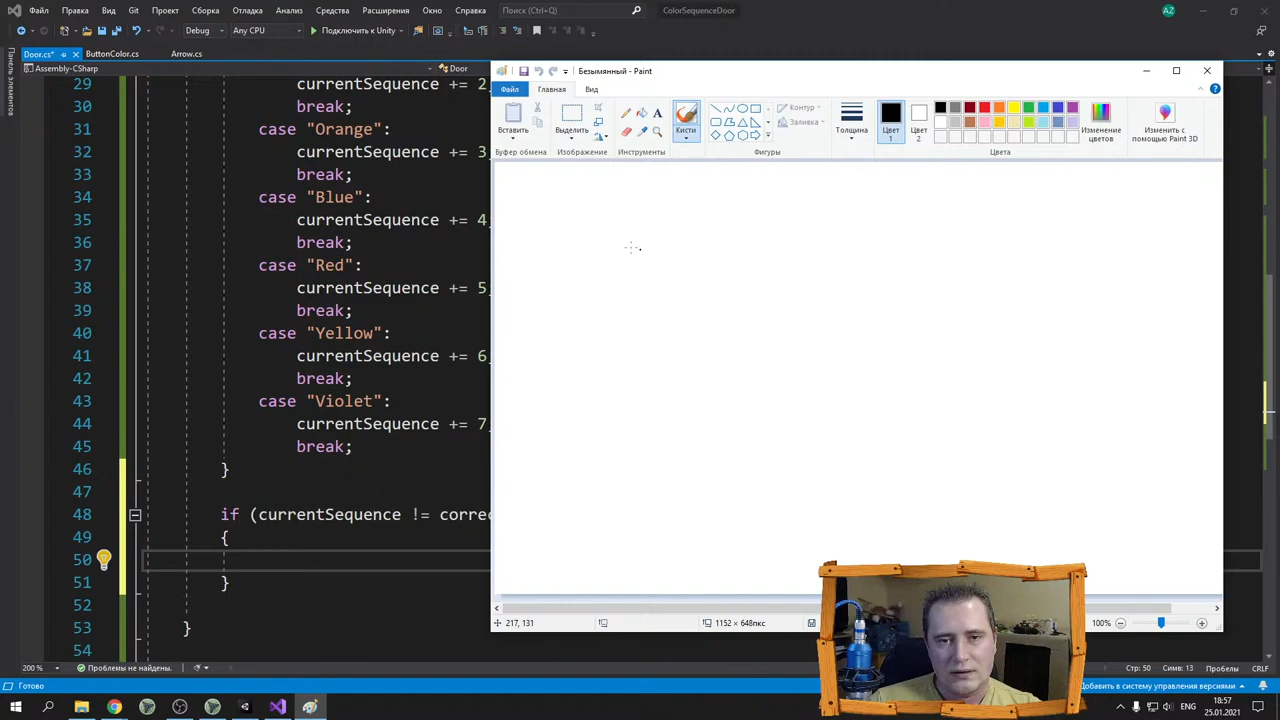 Файл Правка Вид Git Проект Сборка Отладка Анализ Средства Расширения Окно Справка Поиск (Ctrl+Q) ColorSequenceDoor AZ
Debug Any CPU Подключить к Unity
Door.cs* ButtonColor.cs Arrow.cs
Assembly-CSharp Door
Панель элементов
29 currentSequence += 2
30 break;
31 case "Orange":
32 currentSequence += 3
33 break;
34 case "Blue":
35 currentSequence += 4
36 break;
37 case "Red":
38 currentSequence += 5
39 break;
40 case "Yellow":
41 currentSequence += 6
42 break;
43 case "Violet":
44 currentSequence += 7
45 break;
46 }
47
48 if (currentSequence != correc
49 {
50
51 }
52
53 }
54
Безымянный - Paint
Файл Главная Вид
Вставить Выделить Кисти Контур Заливка Толщина Цвет 1 Цвет 2 Изменение цветов Изменить с помощью Paint 3D
Буфер обмена Изображение Инструменты Фигуры Цвета
217, 131 1152 × 648пкс 100%
200 % Проблемы не найдены. Стр: 50 Симв: 13 Пробелы CRLF
Готово Добавить в систему управления версиями
ENG 18:57
25.01.2021